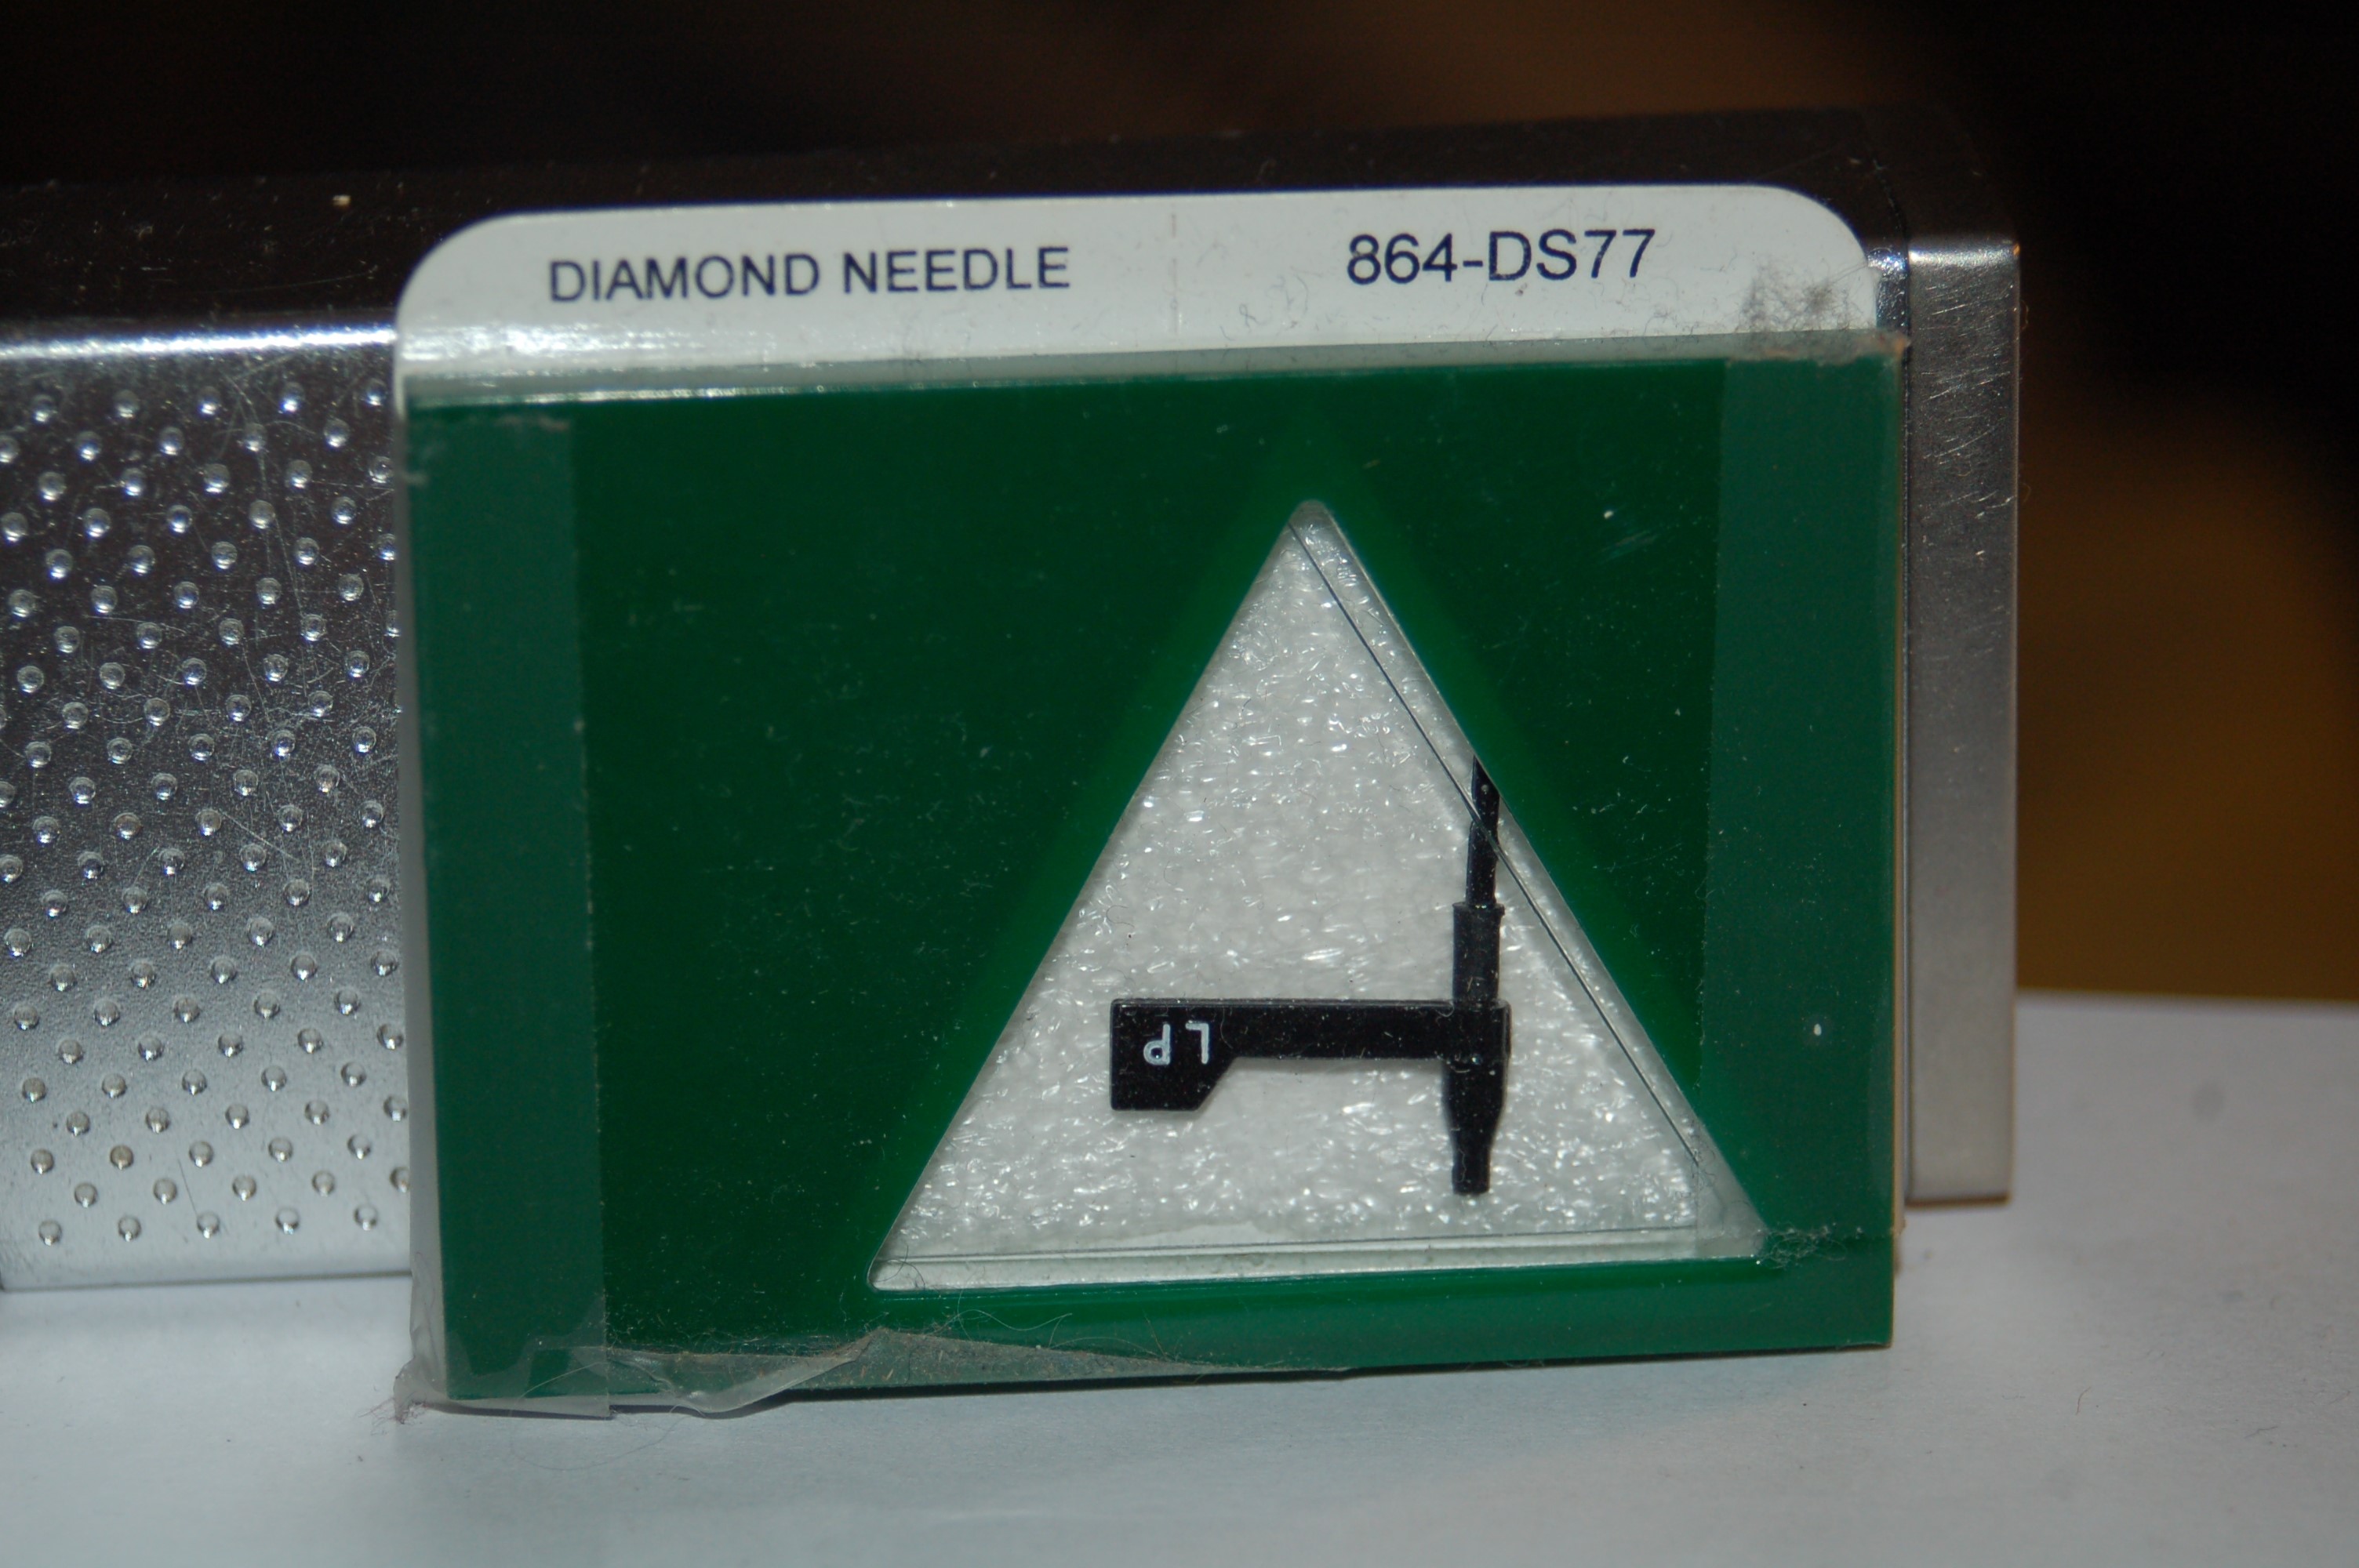 DIAMOND NEEDLE 864-DS77
LP